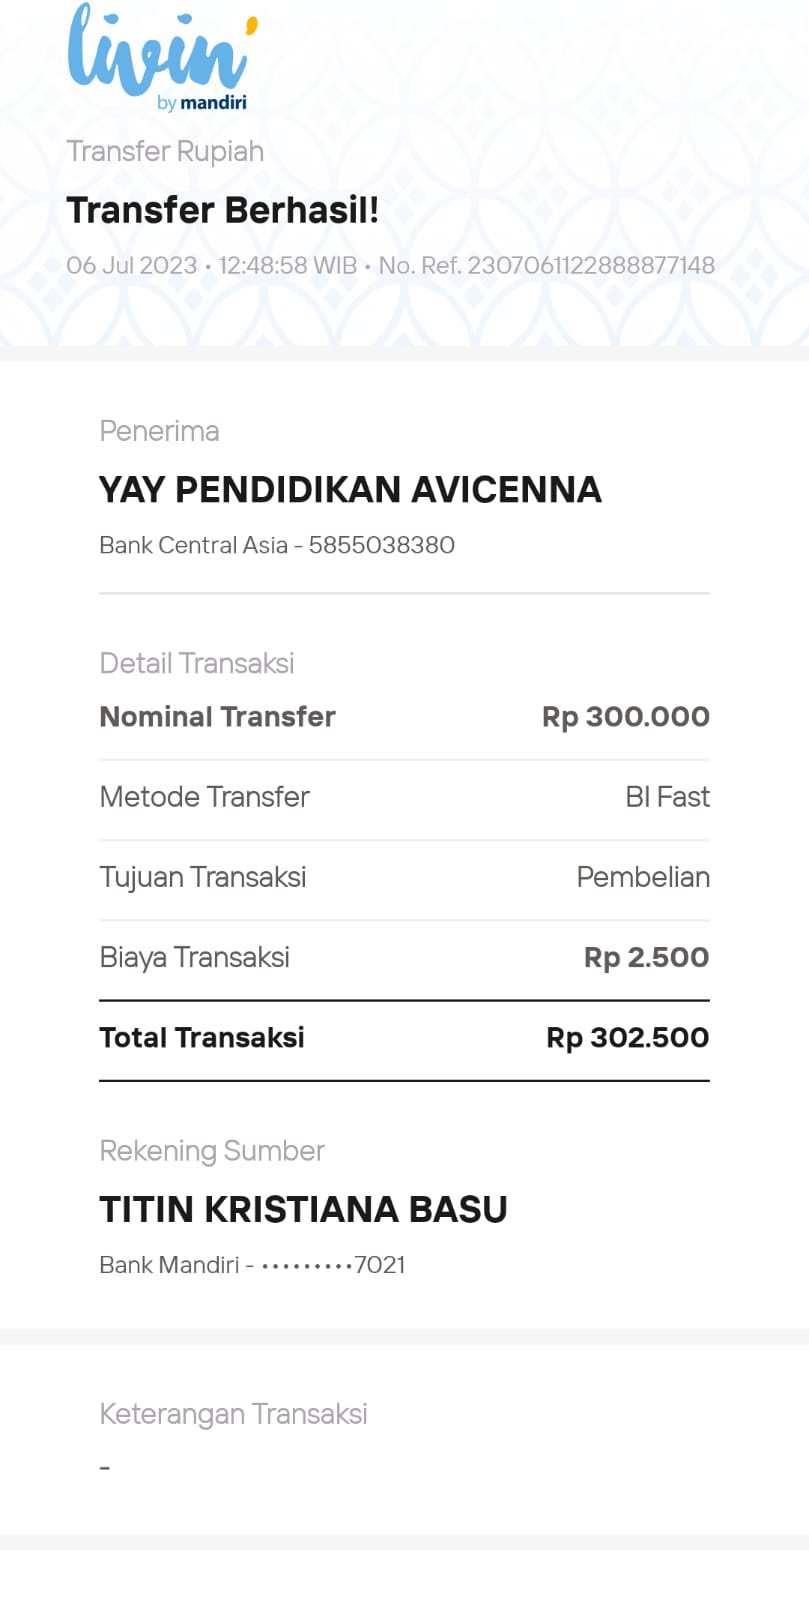 livin'
by mandiri
Transfer Rupiah
Transfer Berhasil!
06 Jul 2023 • 12:48:58 WIB • No. Ref. 2307061122888877148
Penerima
YAY PENDIDIKAN AVICENNA
Bank Central Asia - 5855038380
Detail Transaksi
Nominal Transfer Rp 300.000
Metode Transfer BI Fast
Tujuan Transaksi Pembelian
Biaya Transaksi Rp 2.500
Total Transaksi Rp 302.500
Rekening Sumber
TITIN KRISTIANA BASU
Bank Mandiri - •••••••••7021
Keterangan Transaksi
-